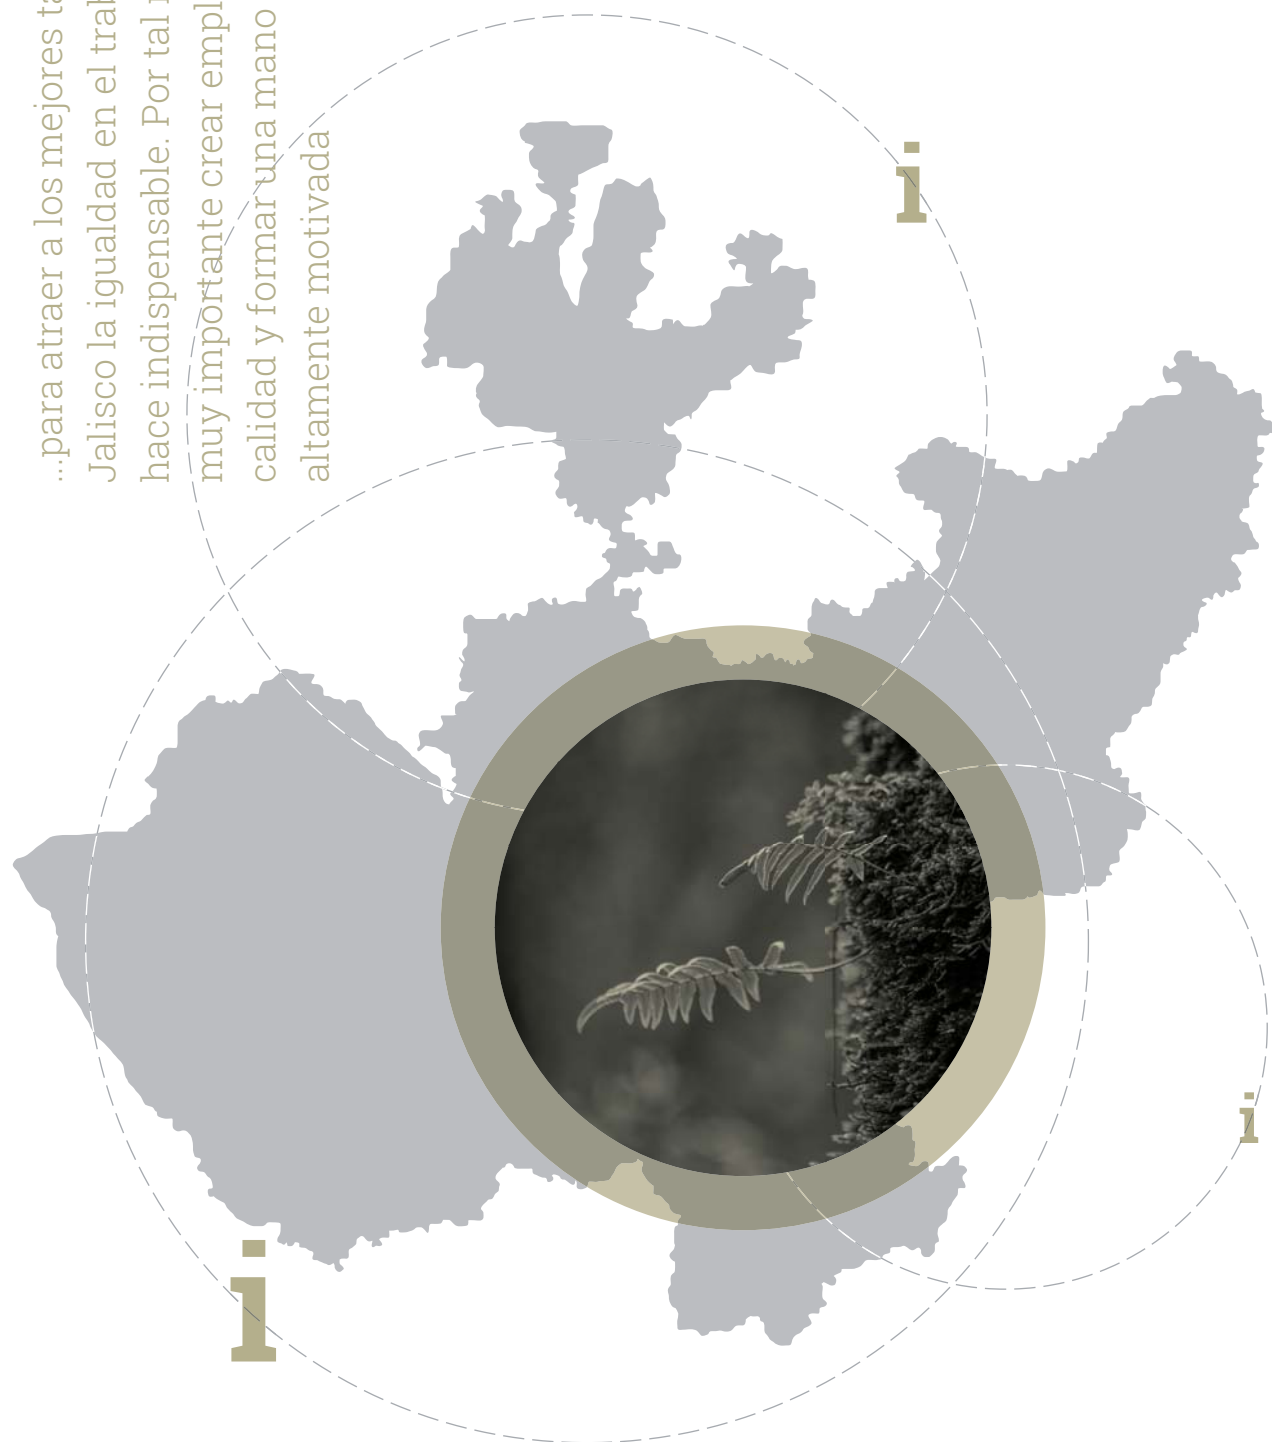 ...para atraer a los mejores
Jalisco la igualdad en el
hace indispensable. Por tal
muy importante crear
calidad y formar una mano
altamente motivada
i
i
i